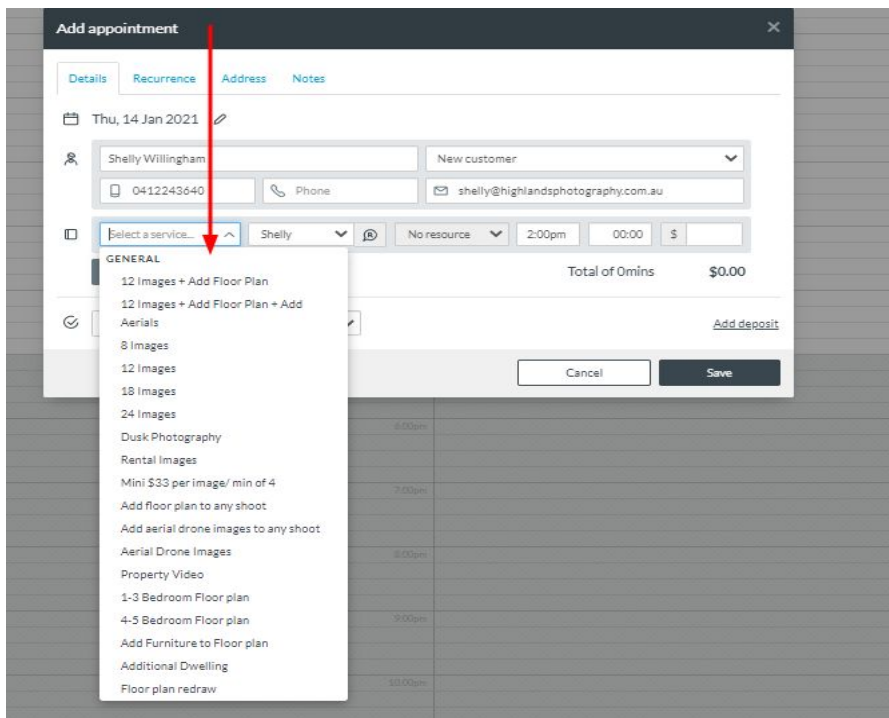 Add appointment ×
Details Recurrence Address Notes
Thu, 14 Jan 2021
Shelly Willingham New customer
0412243640 Phone shelly@highlandsphotography.com.au
Select a service... Shelly R No resource 2:00pm 00:00 $
Total of 0mins $0.00
Add deposit
Cancel Save
GENERAL
12 Images + Add Floor Plan
12 Images + Add Floor Plan + Add
Aerials
8 Images
12 Images
18 Images
24 Images
Dusk Photography
Rental Images
Mini $33 per image/ min of 4
Add floor plan to any shoot
Add aerial drone images to any shoot
Aerial Drone Images
Property Video
1-3 Bedroom Floor plan
4-5 Bedroom Floor plan
Add Furniture to Floor plan
Additional Dwelling
Floor plan redraw
6:00pm
7:00pm
8:00pm
9:00pm
10:00pm